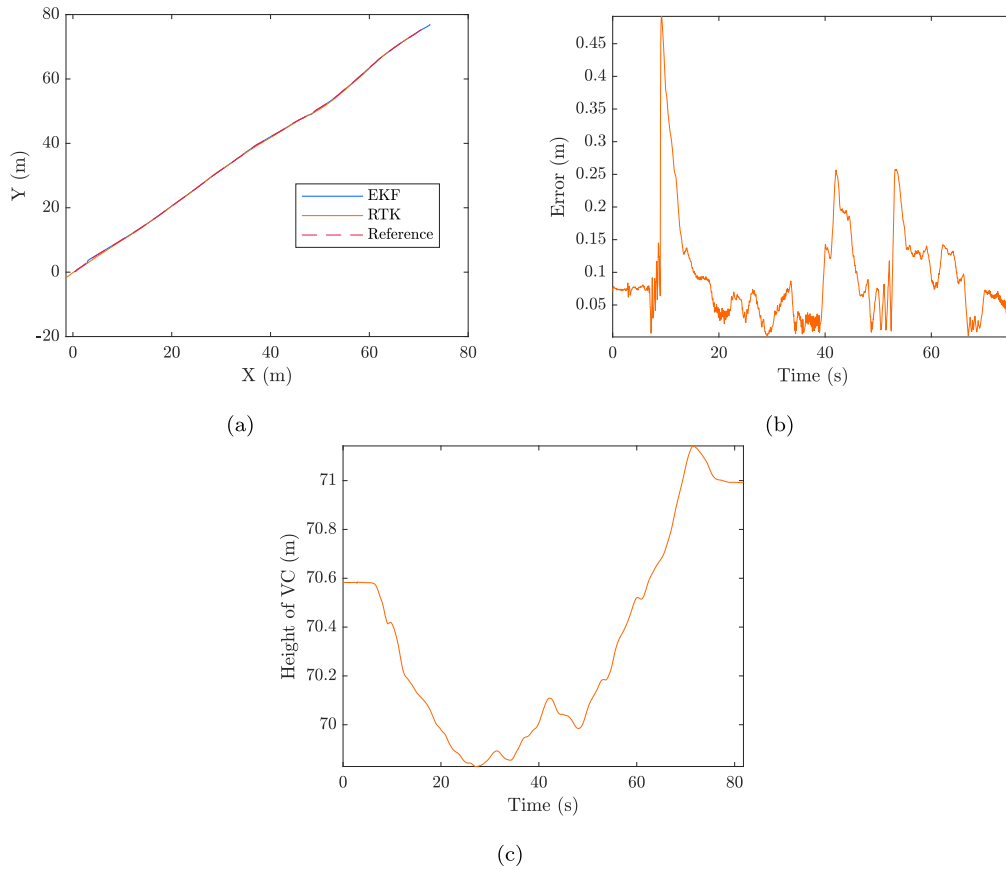 80
60
40
20
0
-20
0
20
40
60
80
X (m)
Y (m)
EKF
RTK
Reference
(a)
0.45
0.4
0.35
0.3
0.25
0.2
0.15
0.1
0.05
0
20
40
60
Time (s)
Error (m)
(b)
71
70.8
70.6
70.4
70.2
70
0
20
40
60
80
Time (s)
Height of VC (m)
(c)